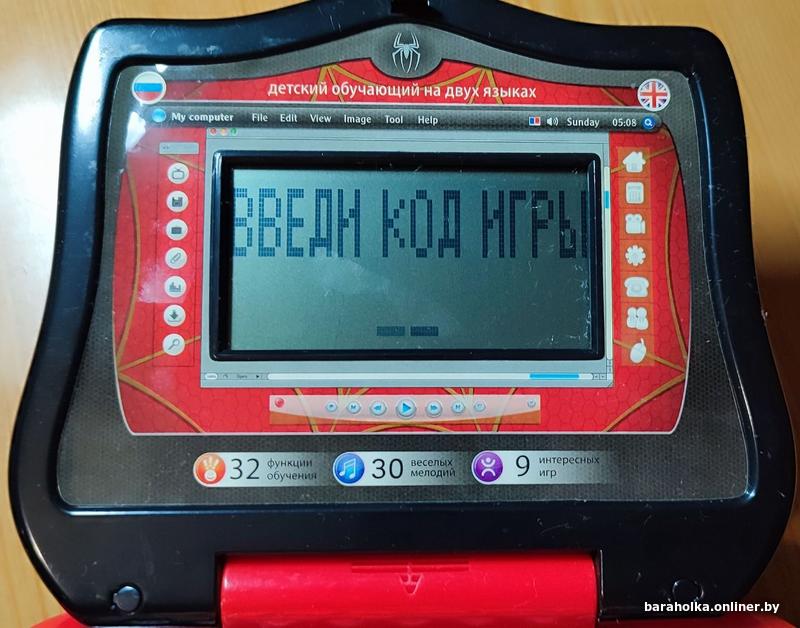 детский обучающий на двух языках
My computer File Edit View Image Tool Help Sunday 05:08
ВВЕДИ КОД ИГРЫ
32 функции обучения
30 веселых мелодий
9 интересных игр
baraholka.onliner.by